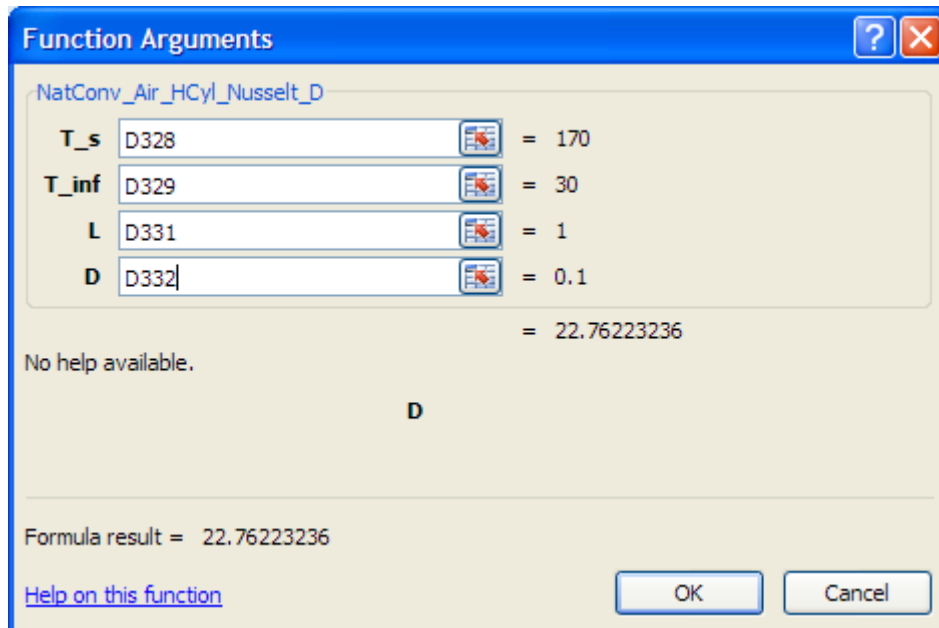 Function Arguments
NatConv_Air_HCyl_Nusselt_D
T_s D328 = 170
T_inf D329 = 30
L D331 = 1
D D332 = 0.1
= 22.76223236
No help available.
D
Formula result = 22.76223236
Help on this function OK Cancel